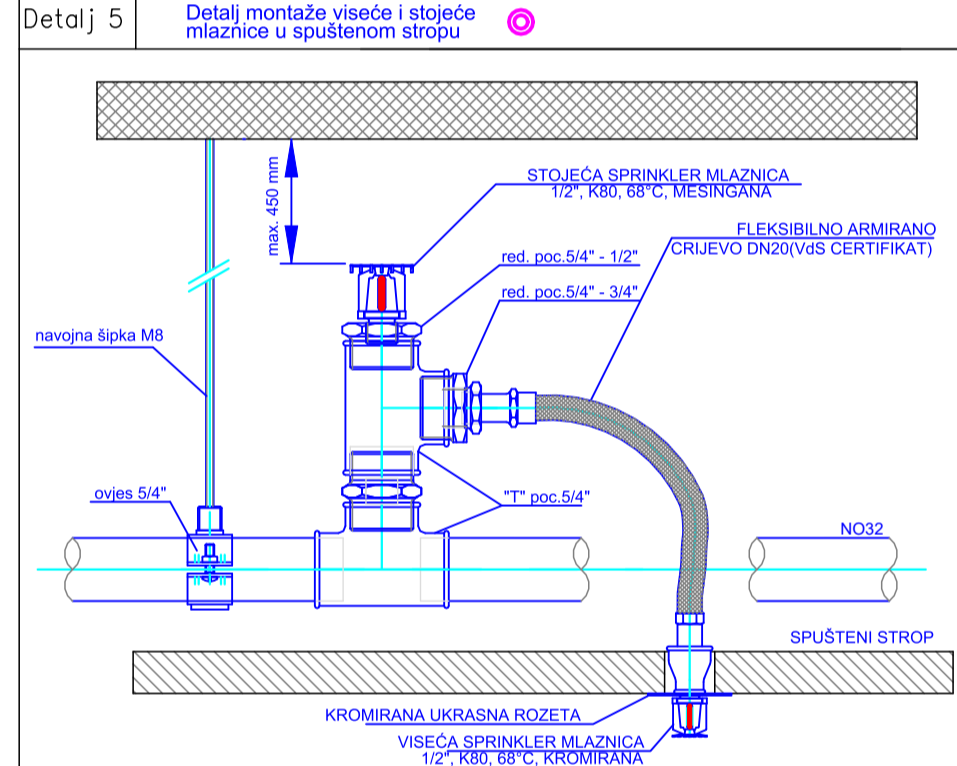 Detalj 5
Detalj montaže viseće i stojeće
mlaznice u spuštenom stropu
max. 450 mm
STOJEĆA SPRINKLER MLAZNICA
1/2", K80, 68°C, MESINGANA
FLEKSIBILNO ARMIRANO
CRIJEVO DN20(VdS CERTIFIKAT)
red. poc.5/4" - 1/2"
red. poc.5/4" - 3/4"
navojna šipka M8
ovjes 5/4"
"T" poc.5/4"
NO32
SPUŠTENI STROP
KROMIRANA UKRASNA ROZETA
VISEĆA SPRINKLER MLAZNICA
1/2", K80, 68°C, KROMIRANA